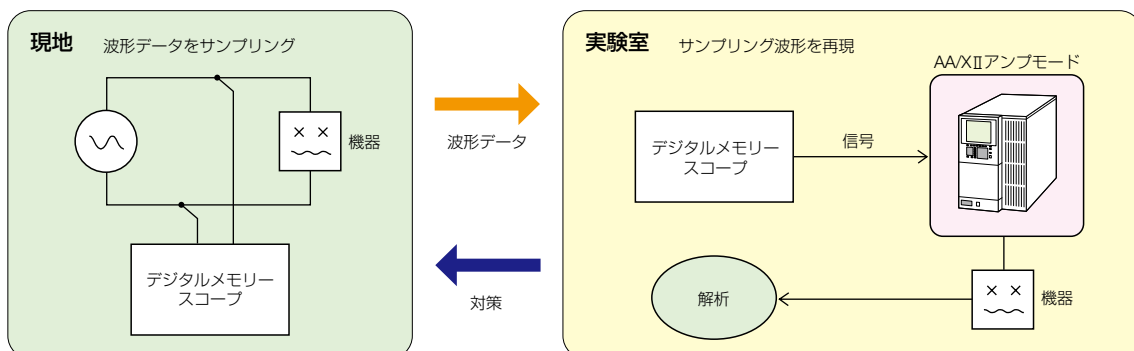 現地
波形データをサンプリング
機器
デジタルメモリー
スコープ
波形データ
対策
実験室
サンプリング波形を再現
AA/XⅡアンプモード
デジタルメモリー
スコープ
信号
機器
解析